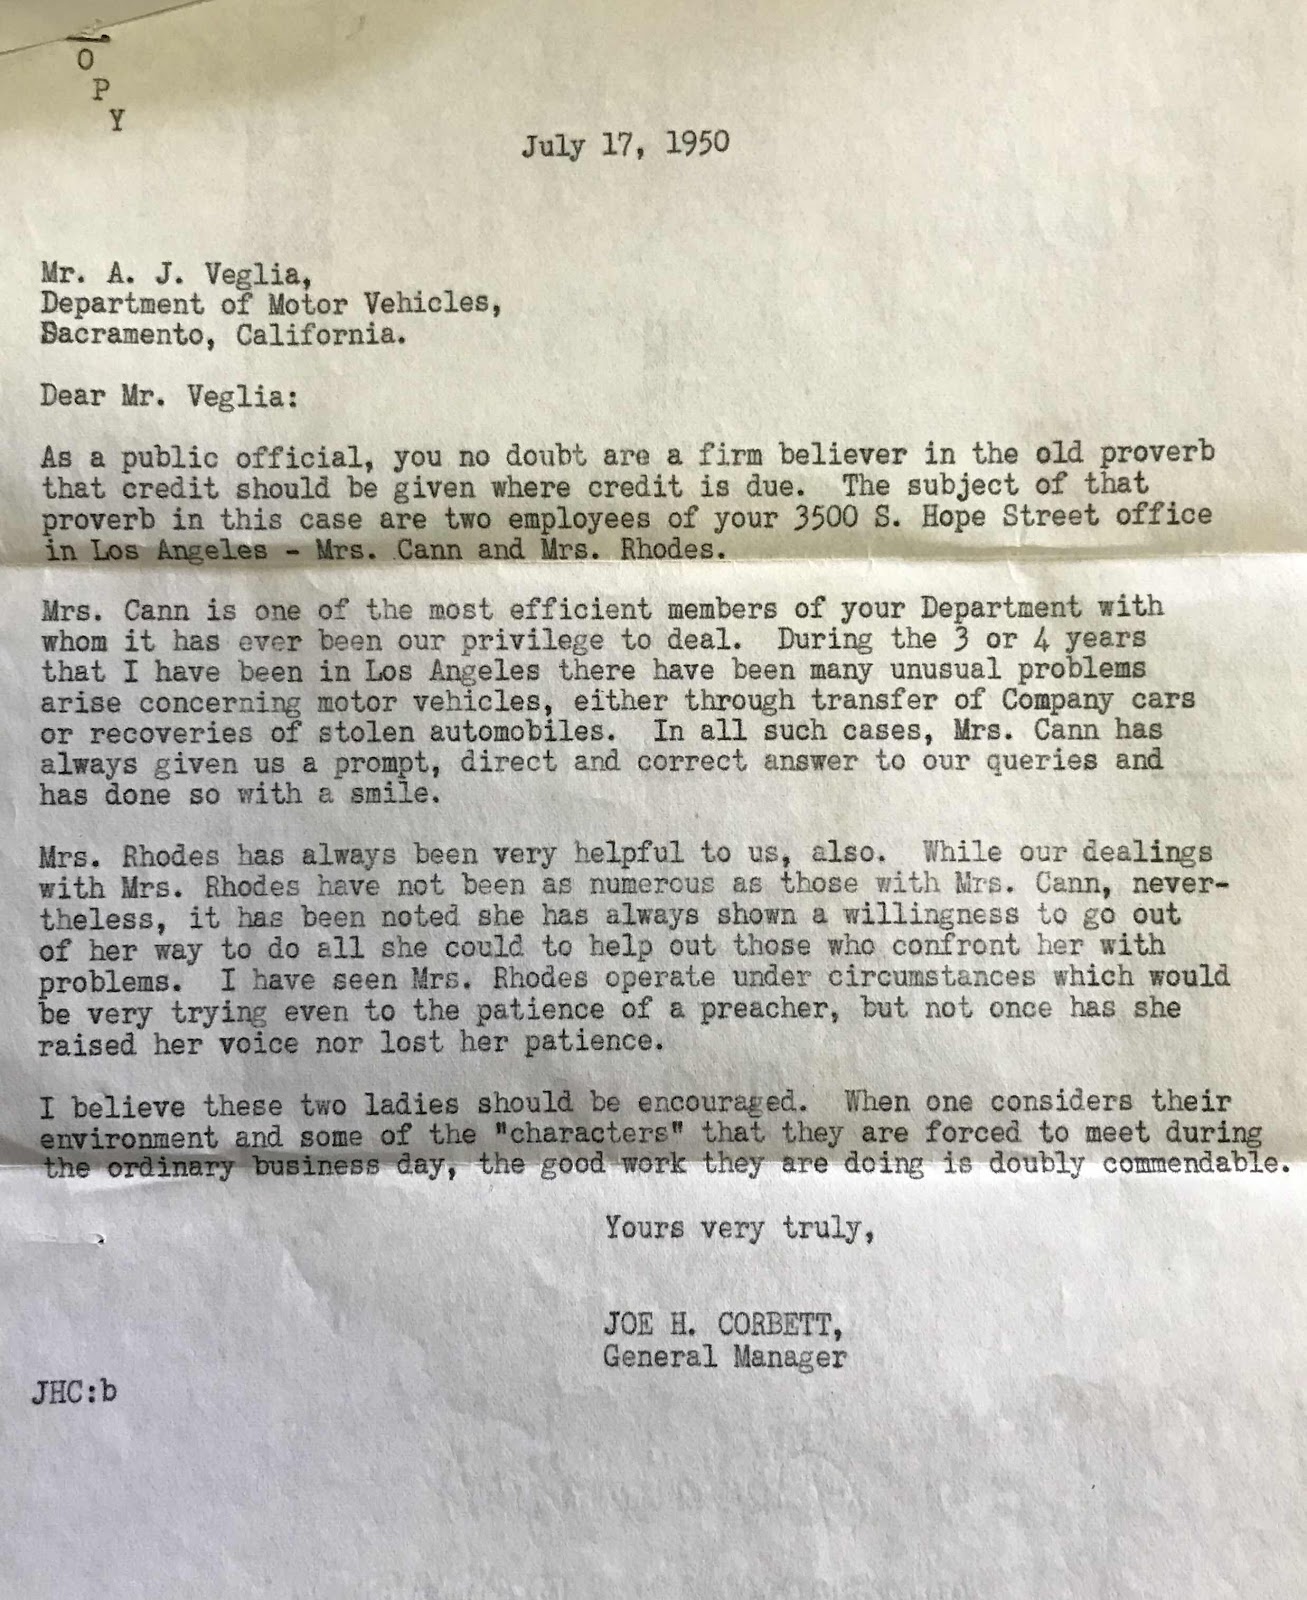 O
P
Y
July 17, 1950
Mr. A. J. Veglia,
Department of Motor Vehicles,
Sacramento, California.
Dear Mr. Veglia:
As a public official, you no doubt are a firm believer in the old proverb
that credit should be given where credit is due. The subject of that
proverb in this case are two employees of your 3500 S. Hope Street office
in Los Angeles - Mrs. Cann and Mrs. Rhodes.
Mrs. Cann is one of the most efficient members of your Department with
whom it has ever been our privilege to deal. During the 3 or 4 years
that I have been in Los Angeles there have been many unusual problems
arise concerning motor vehicles, either through transfer of Company cars
or recoveries of stolen automobiles. In all such cases, Mrs. Cann has
always given us a prompt, direct and correct answer to our queries and
has done so with a smile.
Mrs. Rhodes has always been very helpful to us, also. While our dealings
with Mrs. Rhodes have not been as numerous as those with Mrs. Cann, never-
theless, it has been noted she has always shown a willingness to go out
of her way to do all she could to help out those who confront her with
problems. I have seen Mrs. Rhodes operate under circumstances which would
be very trying even to the patience of a preacher, but not once has she
raised her voice nor lost her patience.
I believe these two ladies should be encouraged. When one considers their
environment and some of the "characters" that they are forced to meet during
the ordinary business day, the good work they are doing is doubly commendable.
Yours very truly,
JOE H. CORBETT,
General Manager
JHC:b